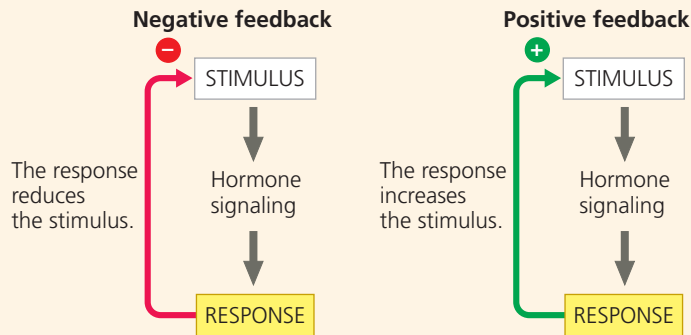 Negative feedback
−
STIMULUS
The response
reduces
the stimulus.
Hormone
signaling
RESPONSE
Positive feedback
+
STIMULUS
The response
increases
the stimulus.
Hormone
signaling
RESPONSE